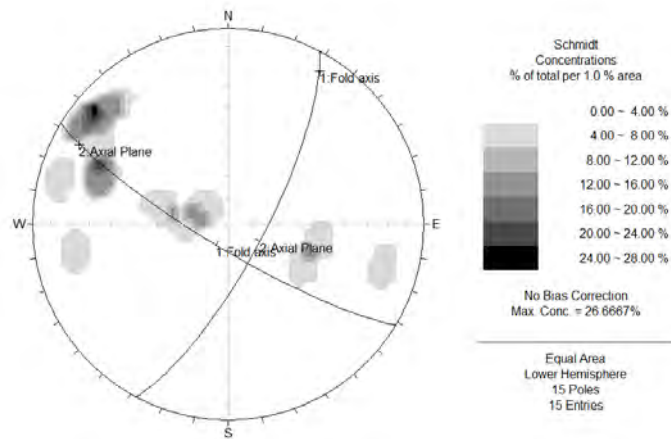 N
1:Fold axis
2:Axial Plane
W
E
1:Fold axis
2:Axial Plane
S
Schmidt
Concentrations
% of total per 1.0 % area
0.00 ~ 4.00 %
4.00 ~ 8.00 %
8.00 ~ 12.00 %
12.00 ~ 16.00 %
16.00 ~ 20.00 %
20.00 ~ 24.00 %
24.00 ~ 28.00 %
No Bias Correction
Max. Conc. = 26.6667%
Equal Area
Lower Hemisphere
15 Poles
15 Entries